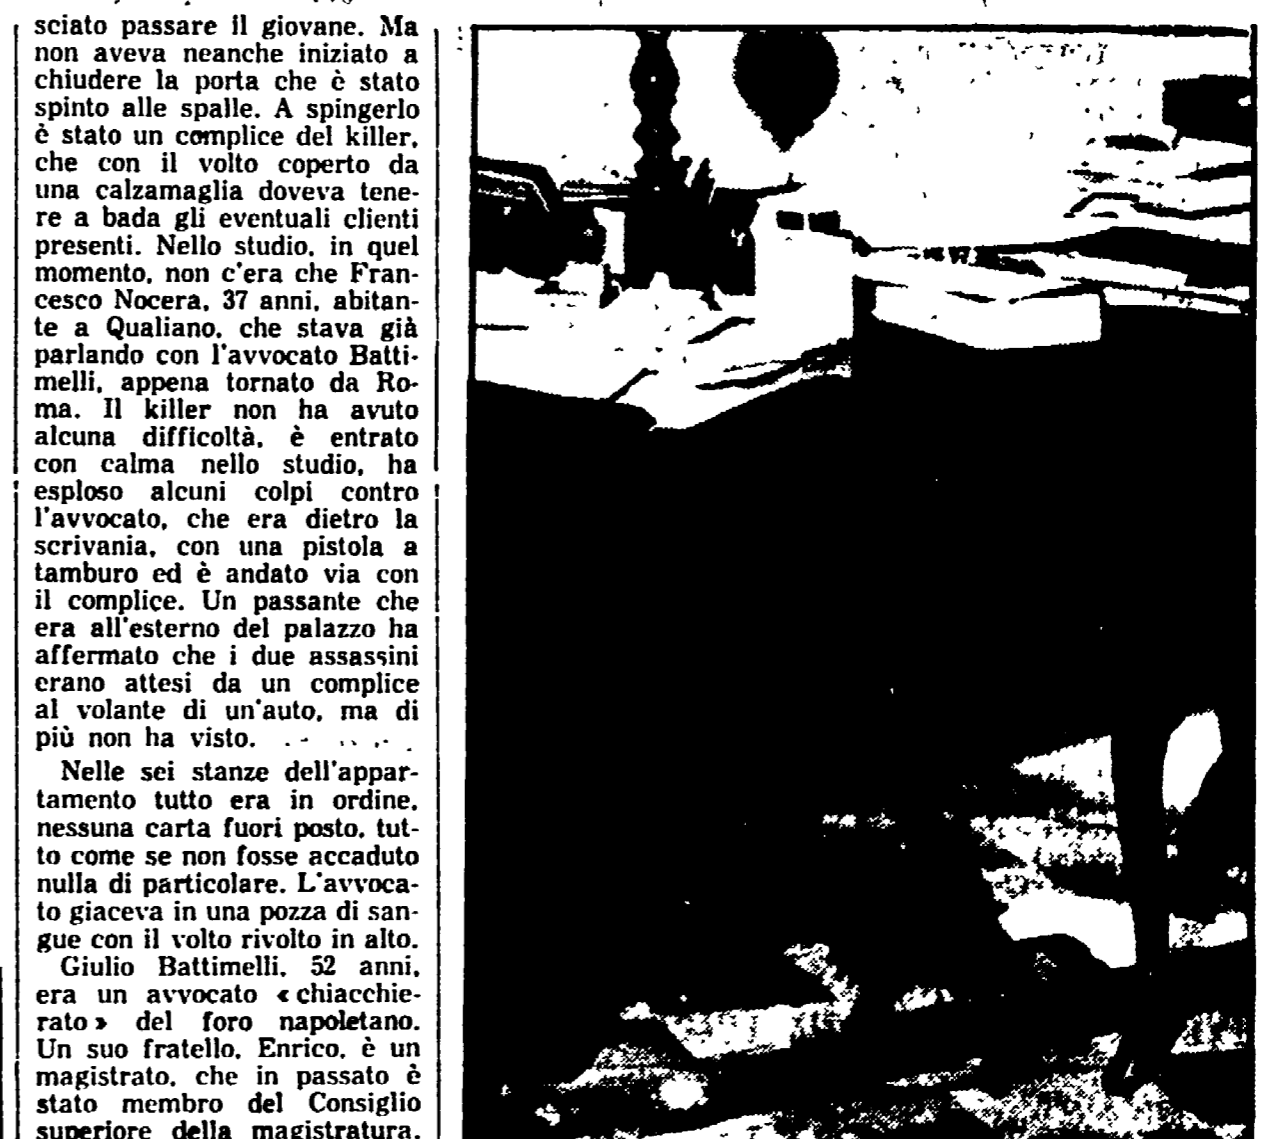 sciato passare il giovane. Ma
non aveva neanche iniziato a
chiudere la porta che è stato
spinto alle spalle. A spingerlo
è stato un complice del killer,
che con il volto coperto da
una calzamaglia doveva tene-
re a bada gli eventuali clienti
presenti. Nello studio, in quel
momento, non c'era che Fran-
cesco Nocera, 37 anni, abitan-
te a Qualiano, che stava già
parlando con l'avvocato Batti-
melli, appena tornato da Ro-
ma. Il killer non ha avuto
alcuna difficoltà, è entrato
con calma nello studio, ha
esploso alcuni colpi contro
l'avvocato, che era dietro la
scrivania, con una pistola a
tamburo ed è andato via con
il complice. Un passante che
era all'esterno del palazzo ha
affermato che i due assassini
erano attesi da un complice
al volante di un'auto, ma di
più non ha visto.
Nelle sei stanze dell'appar-
tamento tutto era in ordine,
nessuna carta fuori posto, tut-
to come se non fosse accaduto
nulla di particolare. L'avvoca-
to giaceva in una pozza di san-
gue con il volto rivolto in alto.
Giulio Battimelli, 52 anni,
era un avvocato «chiacchie-
rato» del foro napoletano.
Un suo fratello, Enrico, è un
magistrato, che in passato è
stato membro del Consiglio
superiore della magistratura.